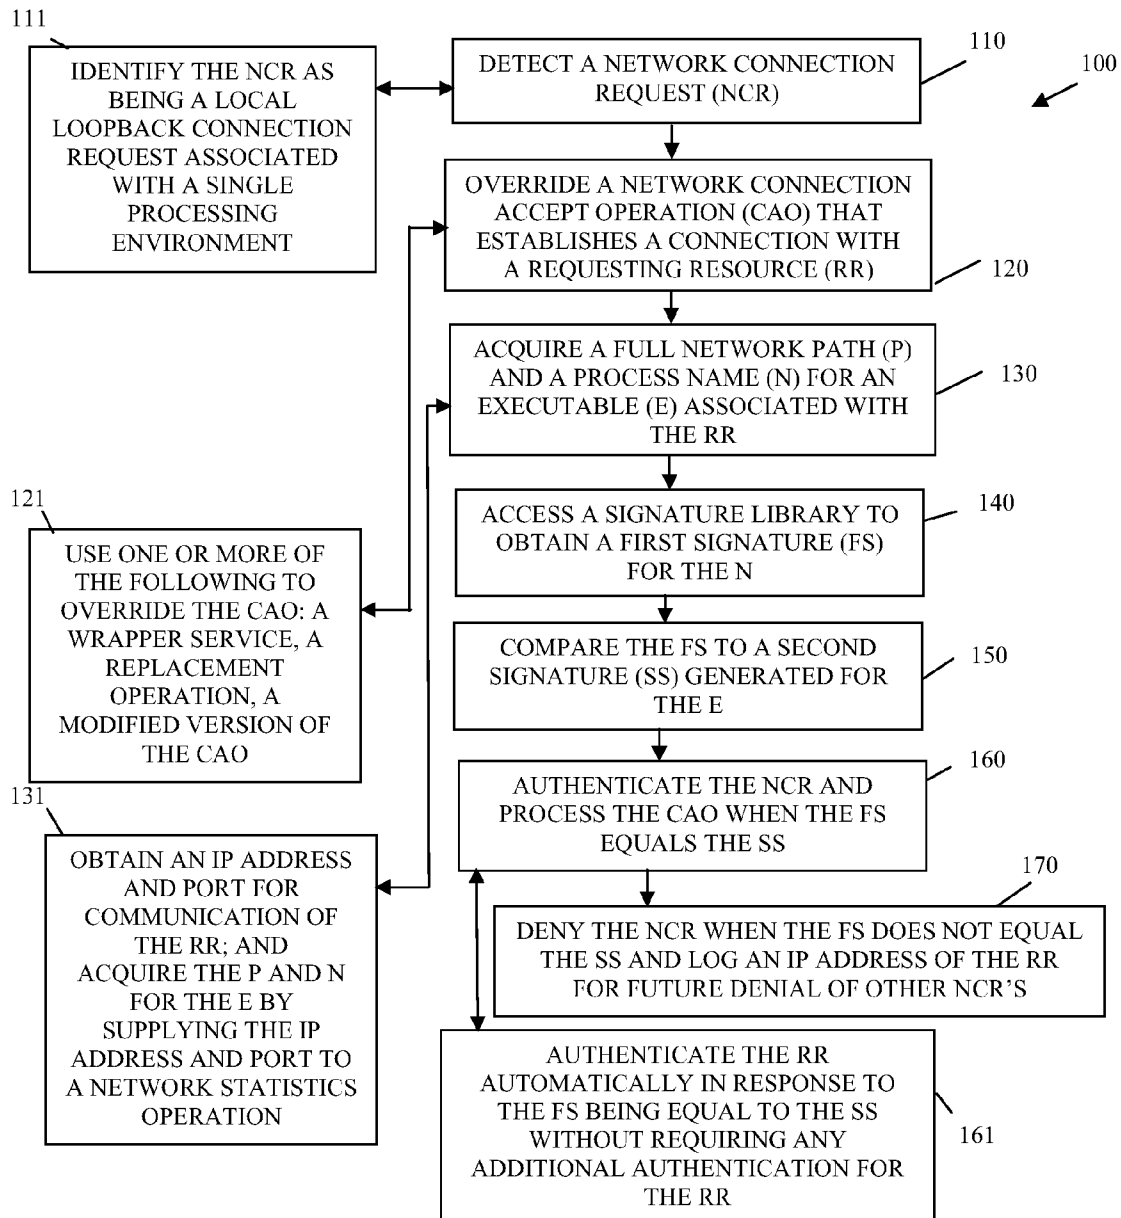 111
IDENTIFY THE NCR AS
BEING A LOCAL
LOOPBACK CONNECTION
REQUEST ASSOCIATED
WITH A SINGLE
PROCESSING
ENVIRONMENT
110
DETECT A NETWORK CONNECTION
REQUEST (NCR)
100
OVERRIDE A NETWORK CONNECTION
ACCEPT OPERATION (CAO) THAT
ESTABLISHES A CONNECTION WITH
A REQUESTING RESOURCE (RR)
120
ACQUIRE A FULL NETWORK PATH (P)
AND A PROCESS NAME (N) FOR AN
EXECUTABLE (E) ASSOCIATED WITH
THE RR
130
121
USE ONE OR MORE OF
THE FOLLOWING TO
OVERRIDE THE CAO: A
WRAPPER SERVICE, A
REPLACEMENT
OPERATION, A
MODIFIED VERSION OF
THE CAO
ACCESS A SIGNATURE LIBRARY TO
OBTAIN A FIRST SIGNATURE (FS)
FOR THE N
140
COMPARE THE FS TO A SECOND
SIGNATURE (SS) GENERATED FOR
THE E
150
131
OBTAIN AN IP ADDRESS
AND PORT FOR
COMMUNICATION OF
THE RR; AND
ACQUIRE THE P AND N
FOR THE E BY
SUPPLYING THE IP
ADDRESS AND PORT TO
A NETWORK STATISTICS
OPERATION
160
AUTHENTICATE THE NCR AND
PROCESS THE CAO WHEN THE FS
EQUALS THE SS
170
DENY THE NCR WHEN THE FS DOES NOT EQUAL
THE SS AND LOG AN IP ADDRESS OF THE RR
FOR FUTURE DENIAL OF OTHER NCR'S
AUTHENTICATE THE RR
AUTOMATICALLY IN RESPONSE TO
THE FS BEING EQUAL TO THE SS
WITHOUT REQUIRING ANY
ADDITIONAL AUTHENTICATION FOR
THE RR
161